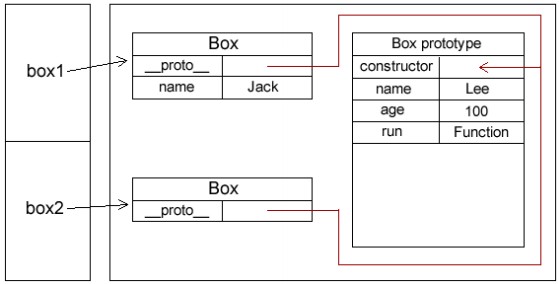 box1
Box
__proto__
name Jack
Box prototype
constructor
name Lee
age 100
run Function
box2
Box
__proto__